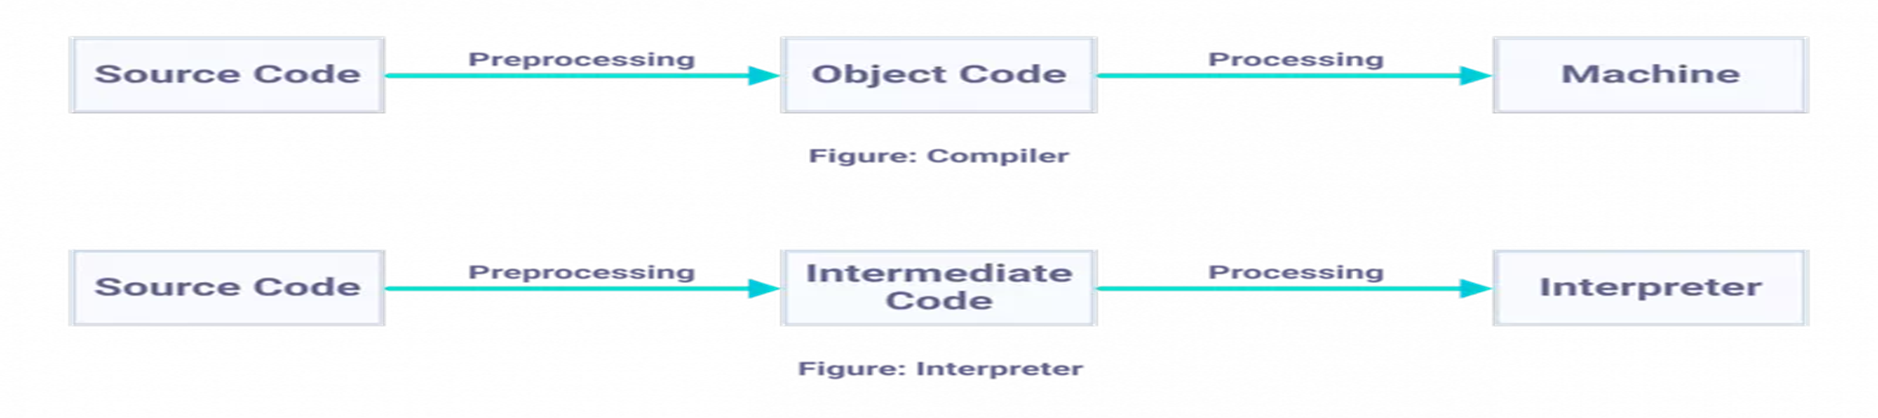 Source Code
Preprocessing
Object Code
Processing
Machine
Figure: Compiler
Source Code
Preprocessing
Intermediate
Code
Processing
Interpreter
Figure: Interpreter